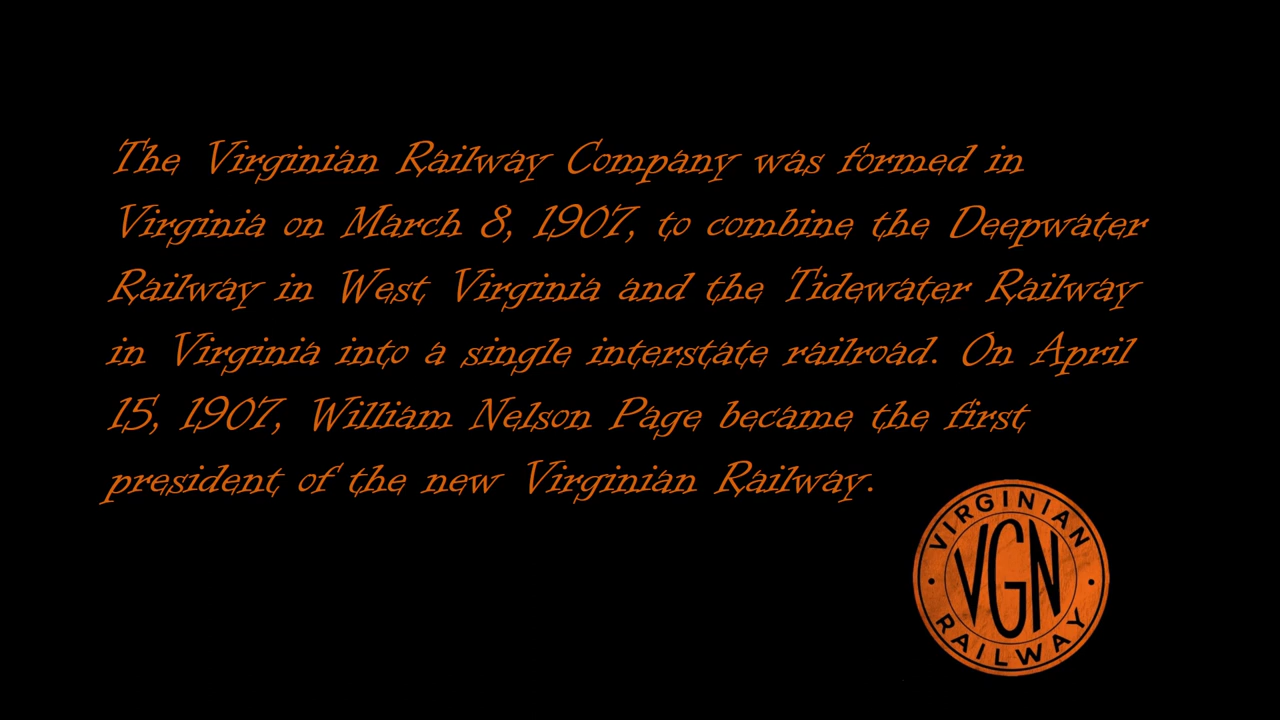 The Virginian Railway Company was formed in
Virginia on March 8, 1907, to combine the Deepwater
Railway in West Virginia and the Tidewater Railway
in Virginia into a single interstate railroad. On April
15, 1907, William Nelson Page became the first
president of the new Virginian Railway.
VIRGINIAN
VGN
RAILWAY